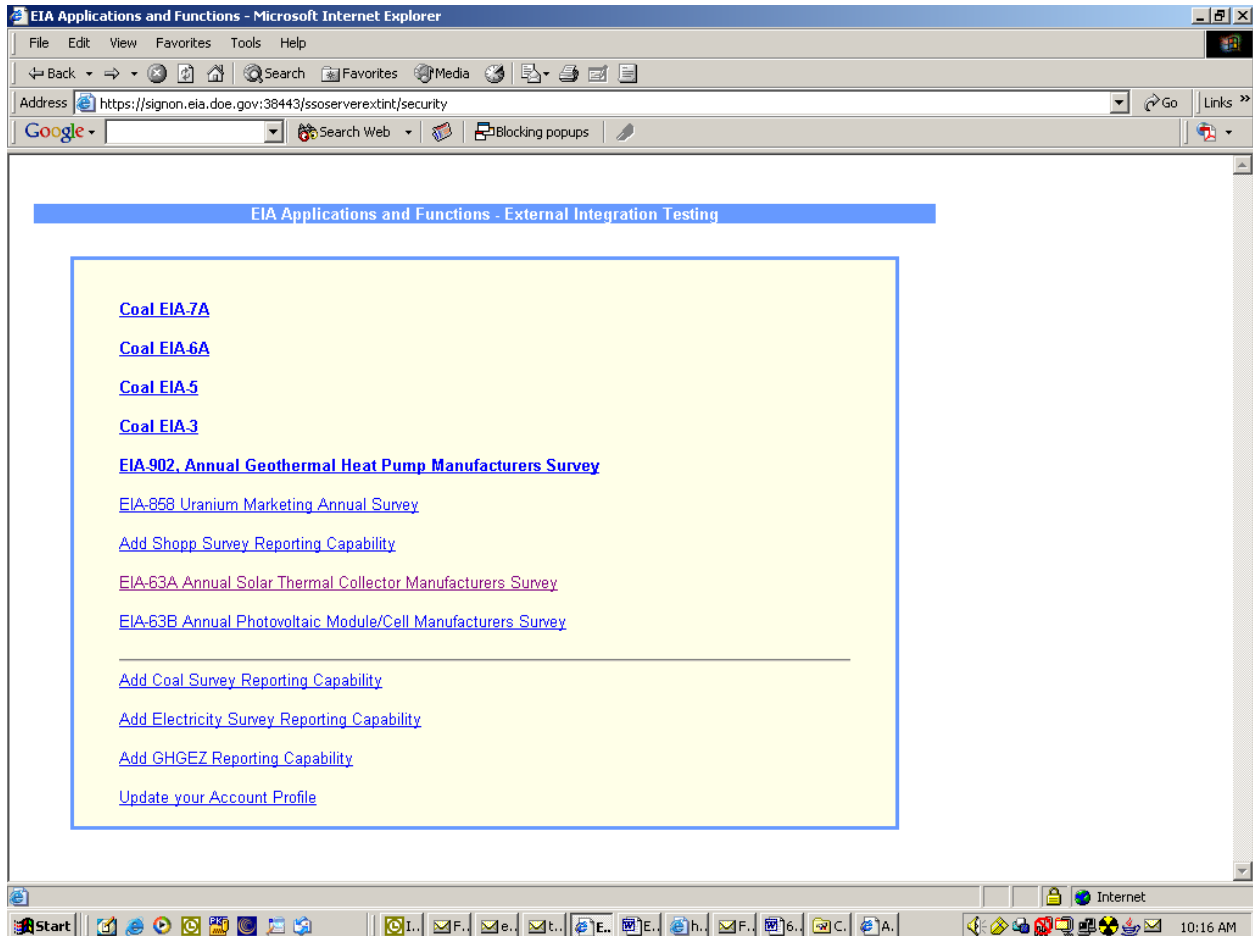 EIA Applications and Functions - Microsoft Internet Explorer
File Edit View Favorites Tools Help
Back Search Favorites Media
Address https://signon.eia.doe.gov:38443/ssoserverextint/security Go Links »
Google Search Web Blocking popups
EIA Applications and Functions - External Integration Testing
Coal EIA-7A
Coal EIA-6A
Coal EIA-5
Coal EIA-3
EIA-902, Annual Geothermal Heat Pump Manufacturers Survey
EIA-858 Uranium Marketing Annual Survey
Add Shopp Survey Reporting Capability
EIA-63A Annual Solar Thermal Collector Manufacturers Survey
EIA-63B Annual Photovoltaic Module/Cell Manufacturers Survey
Add Coal Survey Reporting Capability
Add Electricity Survey Reporting Capability
Add GHGEZ Reporting Capability
Update your Account Profile
Internet
Start I.. F.. e.. t.. E.. E.. h.. F.. 6.. C.. A.. 10:16 AM